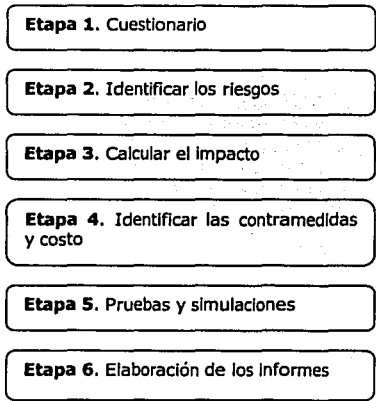 Etapa 1. Cuestionario
Etapa 2. Identificar los riesgos
Etapa 3. Calcular el impacto
Etapa 4. Identificar las contramedidas
y costo
Etapa 5. Pruebas y simulaciones
Etapa 6. Elaboración de los informes